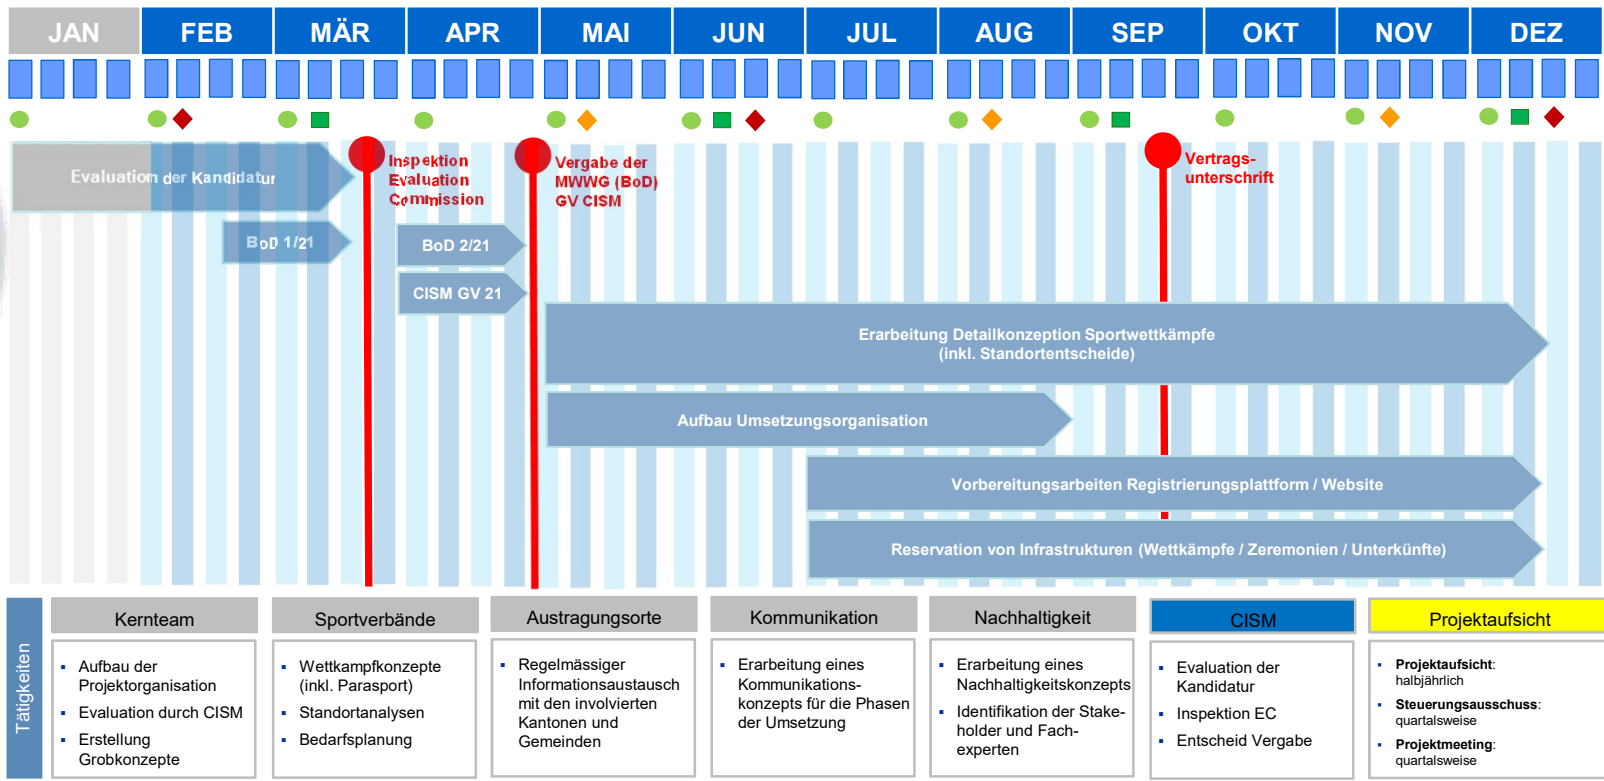 JAN FEB MÄR APR MAI JUN JUL AUG SEP OKT NOV DEZ
Evaluation der Kandidatur
Inspektion
Evaluation
Commission
Vergabe der
MWWG (BoD)
GV CISM
Vertrags-
unterschrift
BoD 1/21
BoD 2/21
CISM GV 21
Erarbeitung Detailkonzeption Sportwettkämpfe
(inkl. Standortentscheide)
Aufbau Umsetzungsorganisation
Vorbereitungsarbeiten Registrierungsplattform / Website
Reservation von Infrastrukturen (Wettkämpfe / Zeremonien / Unterkünfte)
Tätigkeiten
Kernteam
▪ Aufbau der
Projektorganisation
▪ Evaluation durch CISM
▪ Erstellung
Grobkonzepte
Sportverbände
▪ Wettkampfkonzepte
(inkl. Parasport)
▪ Standortanalysen
▪ Bedarfsplanung
Austragungsorte
▪ Regelmässiger
Informationsaustausch
mit den involvierten
Kantonen und
Gemeinden
Kommunikation
▪ Erarbeitung eines
Kommunikations-
konzepts für die Phasen
der Umsetzung
Nachhaltigkeit
▪ Erarbeitung eines
Nachhaltigkeitskonzepts
▪ Identifikation der Stake-
holder und Fach-
experten
CISM
▪ Evaluation der
Kandidatur
▪ Inspektion EC
▪ Entscheid Vergabe
Projektaufsicht
▪ Projektaufsicht:
halbjährlich
▪ Steuerungsausschuss:
quartalsweise
▪ Projektmeeting:
quartalsweise